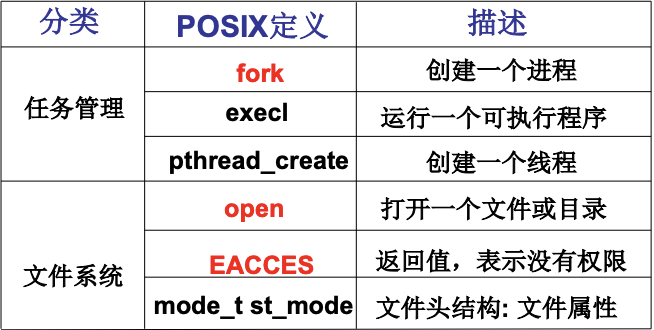 分类 POSIX定义 描述
任务管理 fork 创建一个进程
execl 运行一个可执行程序
pthread_create 创建一个线程
文件系统 open 打开一个文件或目录
EACCES 返回值，表示没有权限
mode_t st_mode 文件头结构: 文件属性